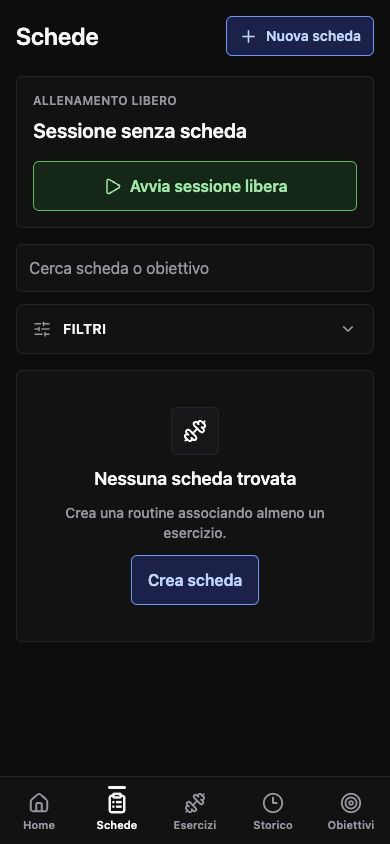 Schede
Nuova scheda
ALLENAMENTO LIBERO
Sessione senza scheda
Avvia sessione libera
Cerca scheda o obiettivo
FILTRI
Nessuna scheda trovata
Crea una routine associando almeno un
esercizio.
Crea scheda
Home
Schede
Esercizi
Storico
Obiettivi